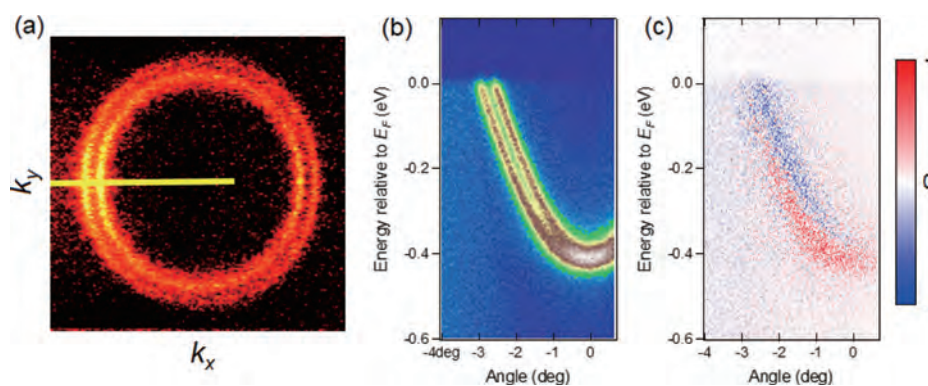 (a)
k_y
k_x
(b)
Energy relative to E_F (eV)
0.0
-0.2
-0.4
-0.6
-4deg -3 -2 -1 0
Angle (deg)
(c)
Energy relative to E_F (eV)
0.0
-0.2
-0.4
-0.6
-4 -3 -2 -1 0
Angle (deg)